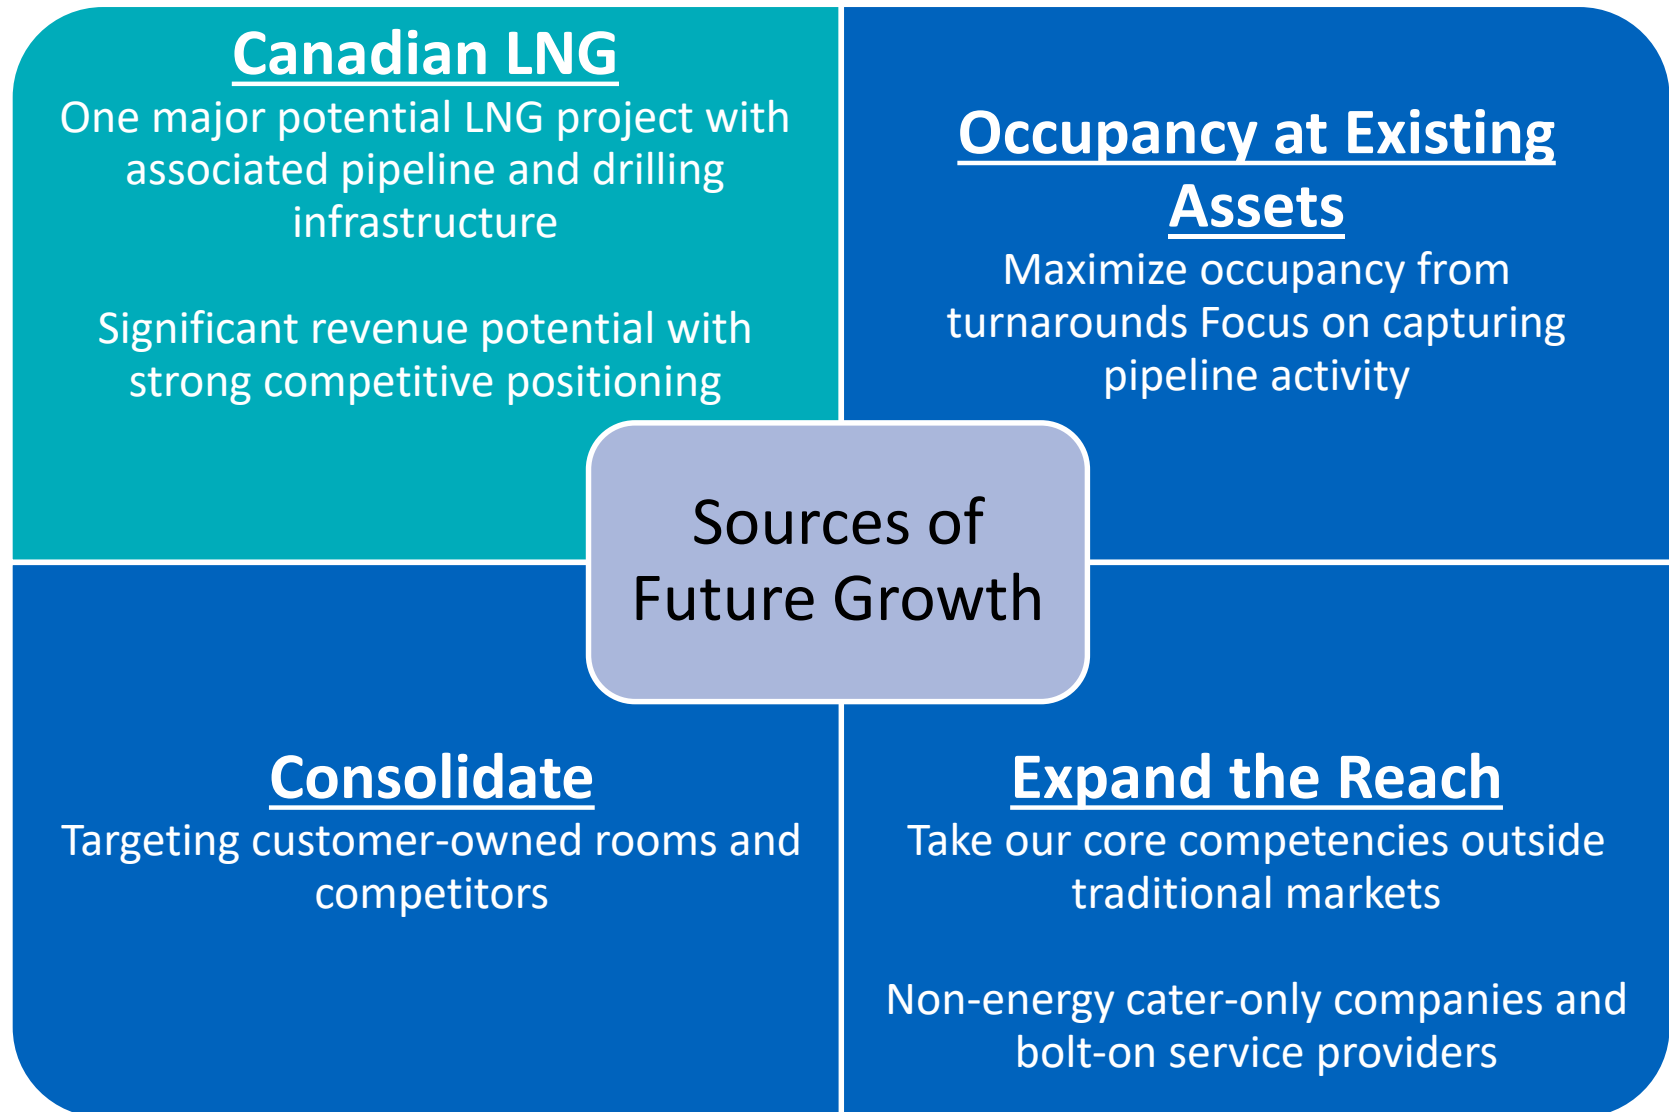 Canadian LNG
One major potential LNG project with
associated pipeline and drilling
infrastructure
Significant revenue potential with
strong competitive positioning
Occupancy at Existing
Assets
Maximize occupancy from
turnarounds Focus on capturing
pipeline activity
Sources of
Future Growth
Consolidate
Targeting customer-owned rooms and
competitors
Expand the Reach
Take our core competencies outside
traditional markets
Non-energy cater-only companies and
bolt-on service providers